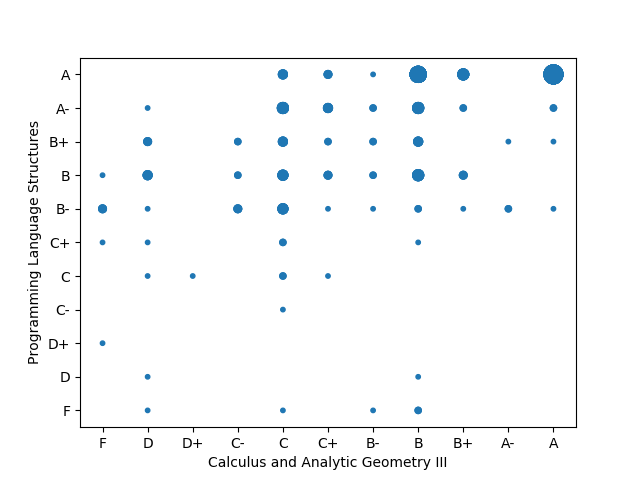 A
A-
B+
B
B-
C+
C
C-
D+
D
F
Programming Language Structures
F D D+ C- C C+ B- B B+ A- A
Calculus and Analytic Geometry III